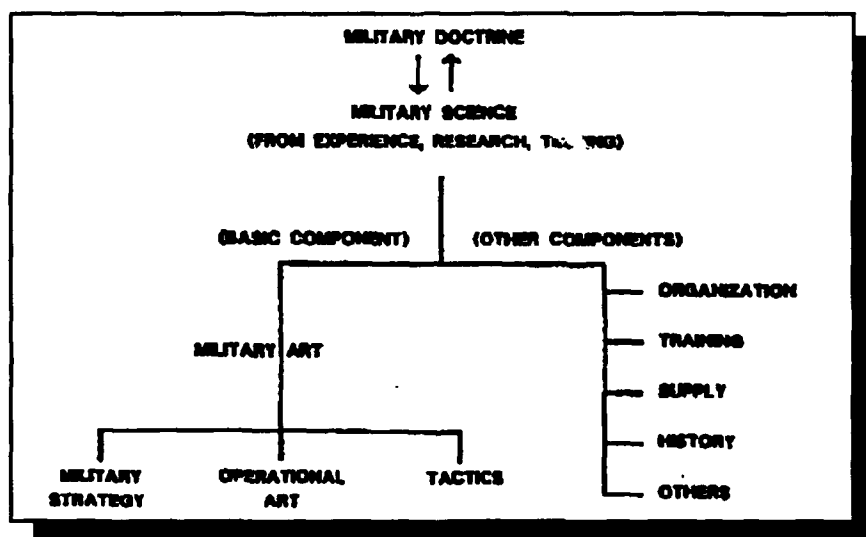 MILITARY DOCTRINE
MILITARY SCIENCE
(FROM EXPERIENCE, RESEARCH,
(BASIC COMPONENT) (OTHER COMPONENTS)
ORGANIZATION
MILITARY ART
TRAINING
SUPPLY
HISTORY
OTHERS
MILITARY STRATEGY
OPERATIONAL ART
TACTICS